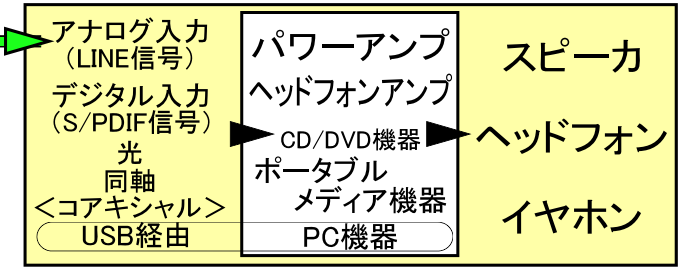 アナログ入力
（LINE信号）
デジタル入力
（S/PDIF信号）
光
同軸
＜コアキシャル＞
USB経由
パワーアンプ
ヘッドフォンアンプ
CD/DVD機器
ポータブル
メディア機器
PC機器
スピーカ
ヘッドフォン
イヤホン